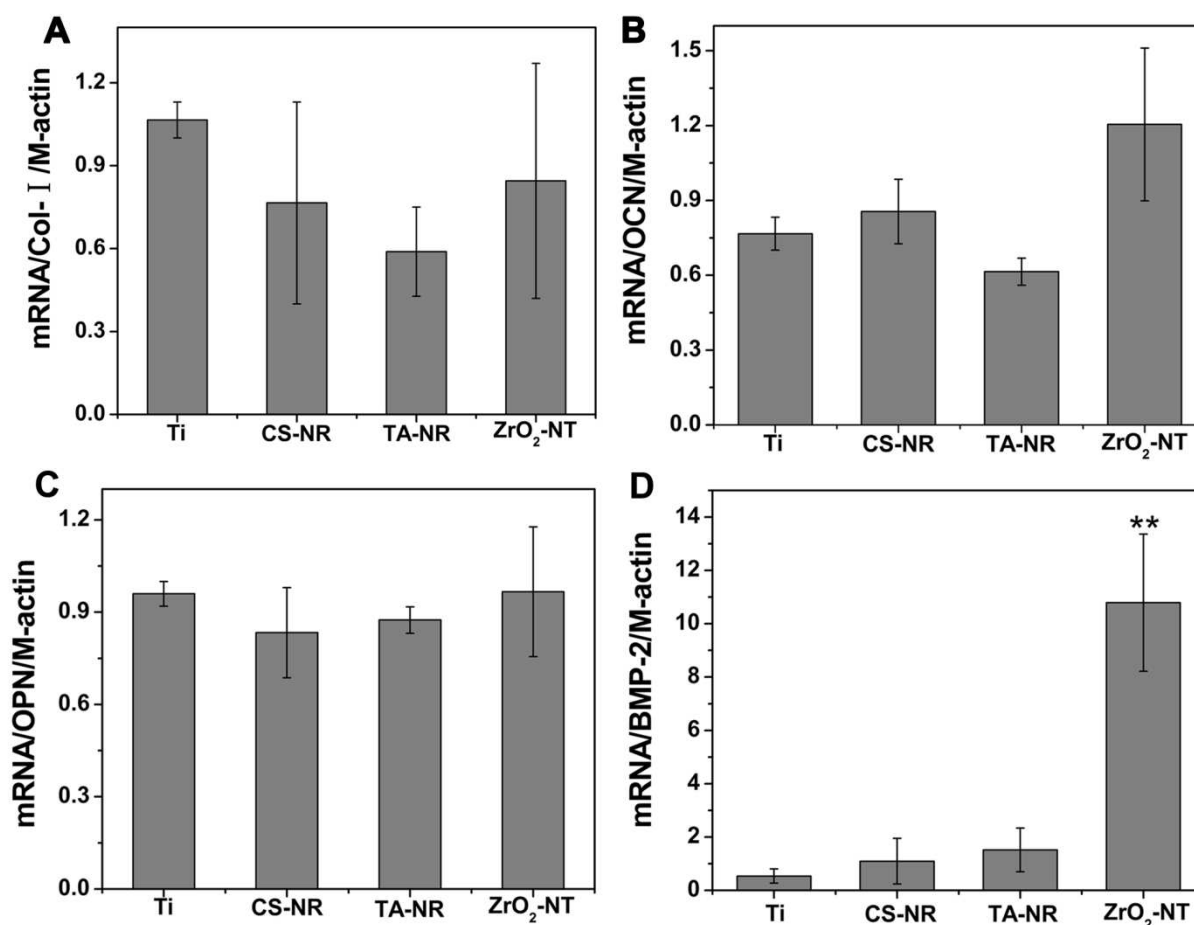 A
mRNA/Col-Ⅰ/M-actin
1.2
0.9
0.6
0.3
0.0
Ti CS-NR TA-NR ZrO₂-NT
B
mRNA/OCN/M-actin
1.5
1.2
0.9
0.6
0.3
0.0
Ti CS-NR TA-NR ZrO₂-NT
C
mRNA/OPN/M-actin
1.2
0.9
0.6
0.3
0.0
Ti CS-NR TA-NR ZrO₂-NT
D
mRNA/BMP-2/M-actin
14
12
10
8
6
4
2
0
**
Ti CS-NR TA-NR ZrO₂-NT